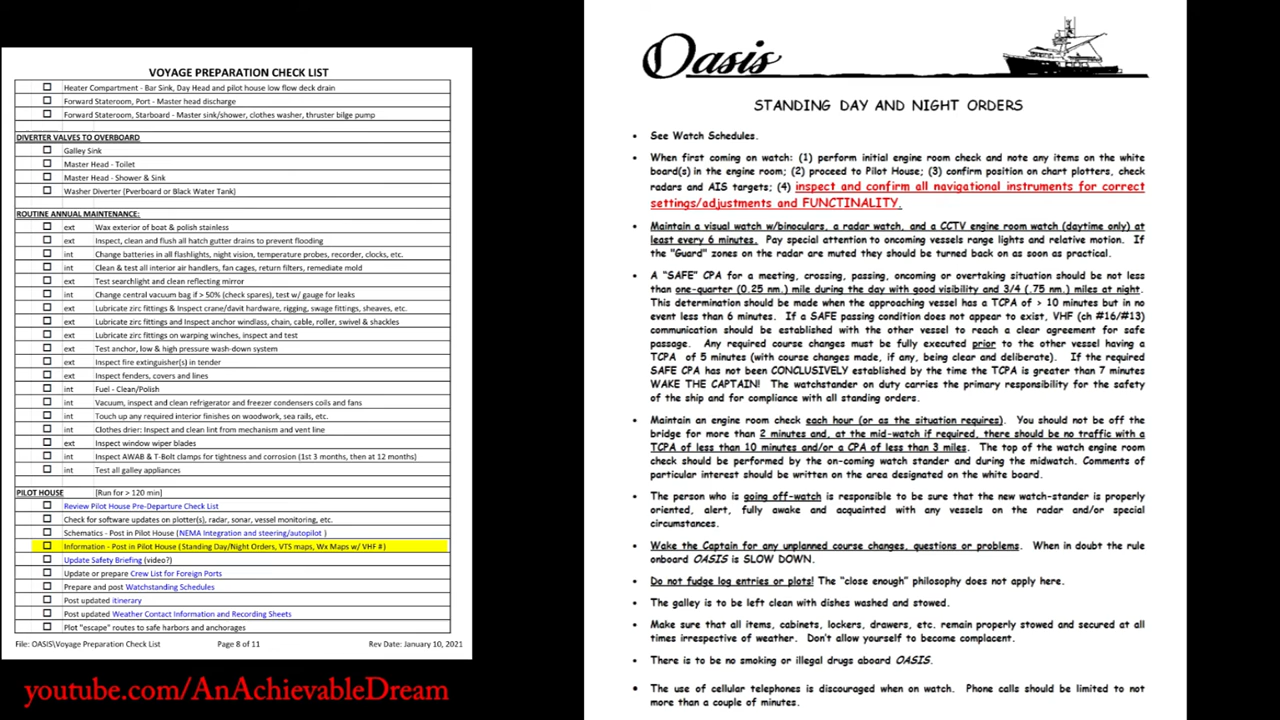 VOYAGE PREPARATION CHECK LIST
Heater Compartment - Bar Sink, Day Head and pilot house low flow deck drain
Forward Stateroom, Port - Master head discharge
Forward Stateroom, Starboard - Master sink/shower, clothes washer, thruster bilge pump
DIVERTER VALVES TO OVERBOARD
Galley Sink
Master Head - Toilet
Master Head - Shower & Sink
Washer Diverter (Pverboard or Black Water Tank)
ROUTINE ANNUAL MAINTENANCE:
ext Wax exterior of boat & polish stainless
ext Inspect, clean and flush all hatch gutter drains to prevent flooding
int Change batteries in all flashlights, night vision, temperature probes, recorder, clocks, etc.
int Clean & test all interior air handlers, fan cages, return filters, remediate mold
ext Test searchlight and clean reflecting mirror
int Change central vacuum bag if > 50% (check spares), test w/ gauge for leaks
ext Lubricate zirc fittings & Inspect crane/davit hardware, rigging, swage fittings, sheaves, etc.
ext Lubricate zirc fittings and Inspect anchor windlass, chain, cable, roller, swivel & shackles
ext Lubricate zirc fittings on warping winches, inspect and test
ext Test anchor, low & high pressure wash-down system
ext Inspect fire extinguisher(s) in tender
ext Inspect fenders, covers and lines
int Fuel - Clean/Polish
int Vacuum, inspect and clean refrigerator and freezer condensers coils and fans
int Touch up any required interior finishes on woodwork, sea rails, etc.
int Clothes drier: Inspect and clean lint from mechanism and vent line
ext Inspect window wiper blades
int Inspect AWAB & T-Bolt clamps for tightness and corrosion (1st 3 months, then at 12 months)
int Test all galley appliances
PILOT HOUSE [Run for > 120 min]
Review Pilot House Pre-Departure Check List
Check for software updates on plotter(s), radar, sonar, vessel monitoring, etc.
Schematics - Post in Pilot House (NEMA Integration and steering/autopilot )
Information - Post in Pilot House (Standing Day/Night Orders, VTS maps, Wx Maps w/ VHF #)
Update Safety Briefing (video?)
Update or prepare Crew List for Foreign Ports
Prepare and post Watchstanding Schedules
Post updated itinerary
Post updated Weather Contact Information and Recording Sheets
Plot "escape" routes to safe harbors and anchorages
File: OASIS\Voyage Preparation Check List Page 8 of 11 Rev Date: January 10, 2021
youtube.com/AnAchievableDream
Oasis
STANDING DAY AND NIGHT ORDERS
• See Watch Schedules.
• When first coming on watch: (1) perform initial engine room check and note any items on the white
board(s) in the engine room; (2) proceed to Pilot House; (3) confirm position on chart plotters, check
radars and AIS targets; (4) inspect and confirm all navigational instruments for correct
settings/adjustments and FUNCTINALITY.
• Maintain a visual watch w/binoculars, a radar watch, and a CCTV engine room watch (daytime only) at
least every 6 minutes. Pay special attention to oncoming vessels range lights and relative motion. If
the "Guard" zones on the radar are muted they should be turned back on as soon as practical.
• A “SAFE” CPA for a meeting, crossing, passing, oncoming or overtaking situation should be not less
than one-quarter (0.25 nm.) mile during the day with good visibility and 3/4 (.75 nm.) miles at night.
This determination should be made when the approaching vessel has a TCPA of > 10 minutes but in no
event less than 6 minutes. If a SAFE passing condition does not appear to exist, VHF (ch #16/#13)
communication should be established with the other vessel to reach a clear agreement for safe
passage. Any required course changes must be fully executed prior to the other vessel having a
TCPA of 5 minutes (with course changes made, if any, being clear and deliberate). If the required
SAFE CPA has not been CONCLUSIVELY established by the time the TCPA is greater than 7 minutes
WAKE THE CAPTAIN! The watchstander on duty carries the primary responsibility for the safety
of the ship and for compliance with all standing orders.
• Maintain an engine room check each hour (or as the situation requires). You should not be off the
bridge for more than 2 minutes and, at the mid-watch if required, there should be no traffic with a
TCPA of less than 10 minutes and/or a CPA of less than 3 miles. The top of the watch engine room
check should be performed by the on-coming watch stander and during the midwatch. Comments of
particular interest should be written on the area designated on the white board.
• The person who is going off-watch is responsible to be sure that the new watch-stander is properly
oriented, alert, fully awake and acquainted with any vessels on the radar and/or special
circumstances.
• Wake the Captain for any unplanned course changes, questions or problems. When in doubt the rule
onboard OASIS is SLOW DOWN.
• Do not fudge log entries or plots! The “close enough” philosophy does not apply here.
• The galley is to be left clean with dishes washed and stowed.
• Make sure that all items, cabinets, lockers, drawers, etc. remain properly stowed and secured at all
times irrespective of weather. Don’t allow yourself to become complacent.
• There is to be no smoking or illegal drugs aboard OASIS.
• The use of cellular telephones is discouraged when on watch. Phone calls should be limited to not
more than a couple of minutes.